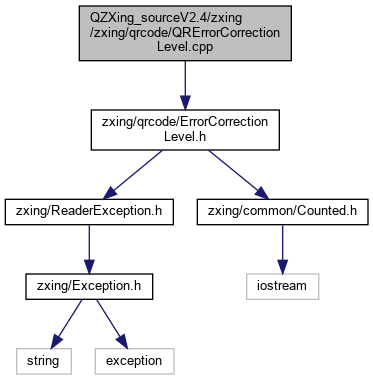 QZXing_sourceV2.4/zxing
/zxing/qrcode/QRErrorCorrection
Level.cpp
zxing/qrcode/ErrorCorrection
Level.h
zxing/ReaderException.h
zxing/common/Counted.h
zxing/Exception.h
iostream
string
exception